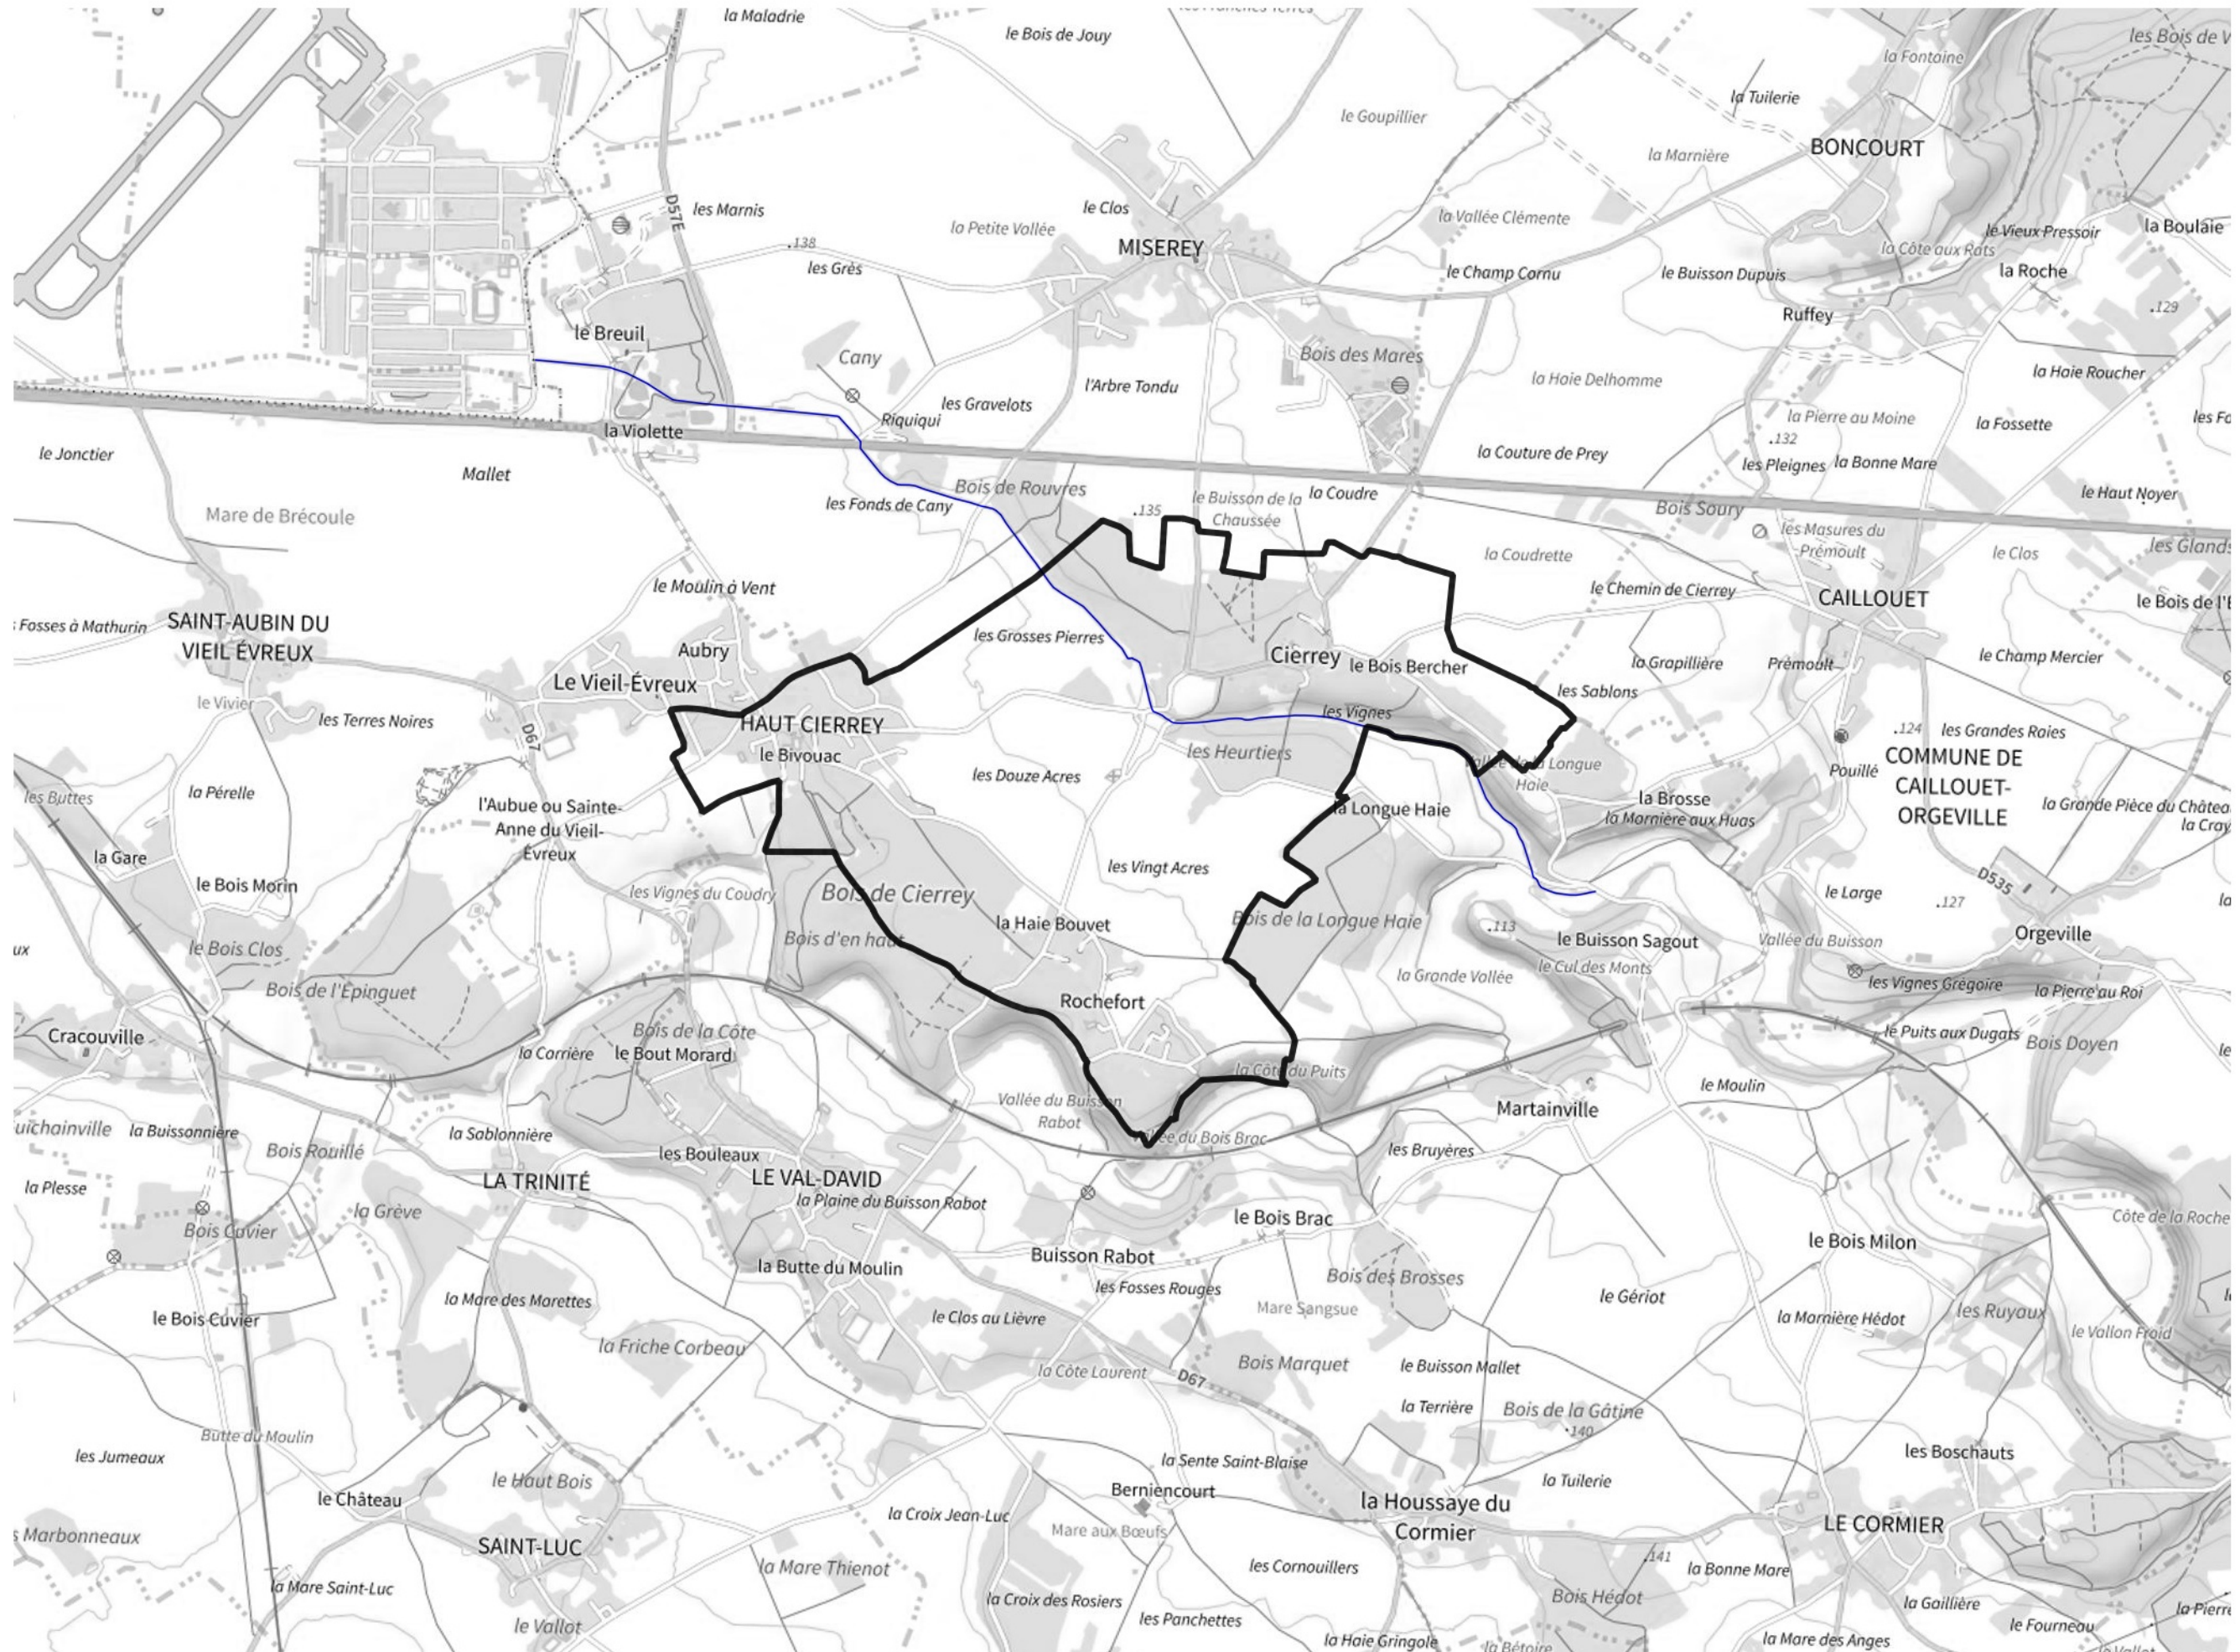 la Maladrie
le Bois de Jouy
la Fontaine
les Bois de V
la Tuilerie
le Goupillier
BONCOURT
la Marnière
D57E
les Marnis
le Clos
la Vallée Clémente
la Petite Vallée
.138
MISEREY
le Vieux Pressoir
la Boulaie
la Côte aux Rats
les Grès
le Champ Cornu
le Buisson Dupuis
la Roche
.129
Ruffey
le Breuil
Cany
Bois des Mares
la Haie Delhomme
la Haie Roucher
l'Arbre Tondu
les Gravelots
Riquiqui
la Pierre au Moine
la Fossette
les Fo
la Violette
.132
le Jonctier
la Couture de Prey
les Pleignes
la Bonne Mare
Mallet
Bois de Rouvres
le Buisson de la
Chaussée
la Coudre
le Haut Noyer
les Fonds de Cany
.135
Bois Soury
Mare de Brécoule
les Masures du
Prémoult
la Coudrette
le Clos
les Glands
le Moulin à Vent
le Chemin de Cierrey
CAILLOUET
le Bois de l'E
: Fosses à Mathurin
SAINT-AUBIN DU
VIEIL ÉVREUX
les Grosses Pierres
Aubry
Cierrey
le Bois Bercher
la Grapillière
Prémoult
le Champ Mercier
Le Vieil-Évreux
les Sablons
le Vivier
les Terres Noires
D67
HAUT CIERREY
les Vignes
.124
les Grandes Raies
le Bivouac
les Heurtiers
COMMUNE DE
CAILLOUET-
ORGEVILLE
Vallée de la Longue
Haie
Pouillé
les Douze Acres
les Buttes
la Pérelle
l'Aubue ou Sainte-
Anne du Vieil-
Évreux
la Longue Haie
la Brosse
la Marnière aux Huas
la Grande Pièce du Châtea
la Cray
la Gare
les Vingt Acres
le Bois Morin
les Vignes du Coudry
Bois de Cierrey
D535
le Large
.127
la Haie Bouvet
Bois de la Longue Haie
.113
Orgeville
ux
le Bois Clos
Bois d'en haut
le Buisson Sagout
Vallée du Buisson
le Cul des Monts
la Grande Vallée
les Vignes Grégoire
la Pierre au Roi
Bois de l'Épinguet
Rochefort
Cracouville
Bois de la Côte
le Bout Morard
la Carrière
le Puits aux Dugats
Bois Doyen
le
la Côte du Puits
le Moulin
Vallée du Buisson
Rabot
Martainville
uichainville
la Buissonnière
la Sablonnière
Vallée du Bois Brac
Bois Rouillé
les Bouleaux
les Bruyères
LA TRINITÉ
LE VAL-DAVID
la Plesse
la Plaine du Buisson Rabot
la Grève
le Bois Brac
Côte de la Roche
Bois Cuvier
Buisson Rabot
le Bois Milon
la Butte du Moulin
Bois des Brosses
les Fosses Rouges
le Gériot
la Mare des Marettes
Mare Sangsue
les Ruyaux
le Bois Cuvier
le Clos au Lièvre
la Marnière Hédot
le Vallon Froid
la Friche Corbeau
Bois Marquet
le Buisson Mallet
la Côte Laurent
D67
la Terrière
Bois de la Gâtine
.140
Butte du Moulin
les Jumeaux
les Boschauts
la Sente Saint-Blaise
le Haut Bois
la Tuilerie
Berniencourt
le Château
la Houssaye du
Cormier
la Croix Jean-Luc
LE CORMIER
s Marbonneaux
Mare aux Bœufs
SAINT-LUC
.141
la Mare Thienot
les Cornouillers
la Bonne Mare
la Mare Saint-Luc
la Croix des Rosiers
Bois Hédot
la Gaillière
la Pierre
les Panchettes
le Fourneau
le Vallot
la Haie Gringole
la Bétoire
la Mare des Anges